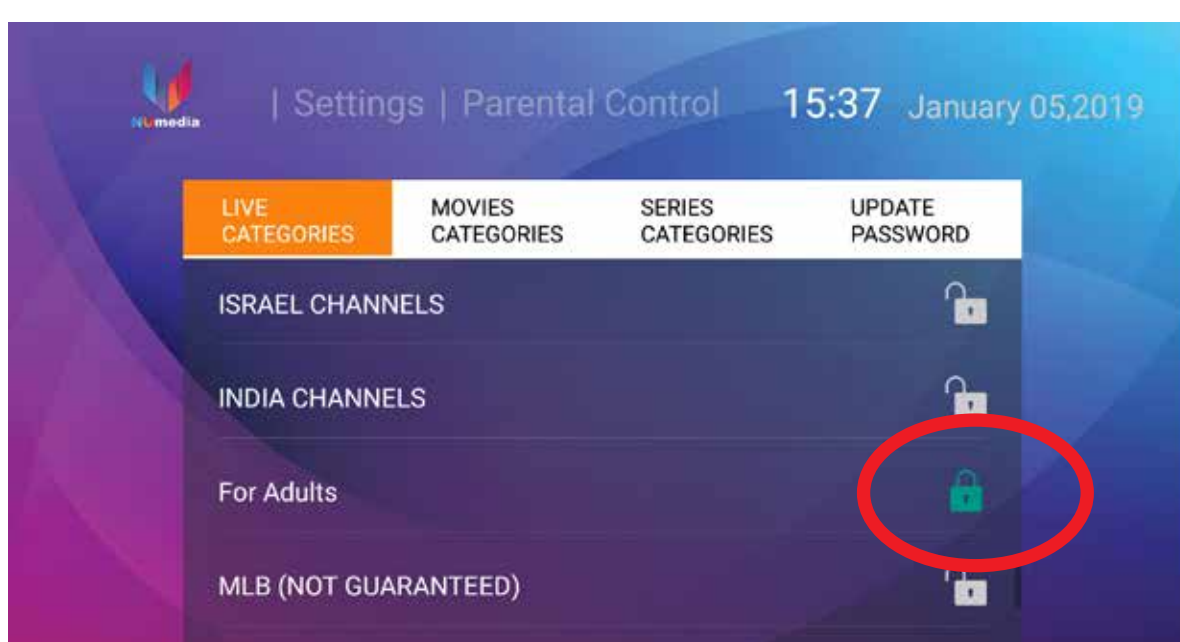 NUmedia
| Settings | Parental Control 15:37 January 05,2019
LIVE CATEGORIES
MOVIES CATEGORIES
SERIES CATEGORIES
UPDATE PASSWORD
ISRAEL CHANNELS
INDIA CHANNELS
For Adults
MLB (NOT GUARANTEED)